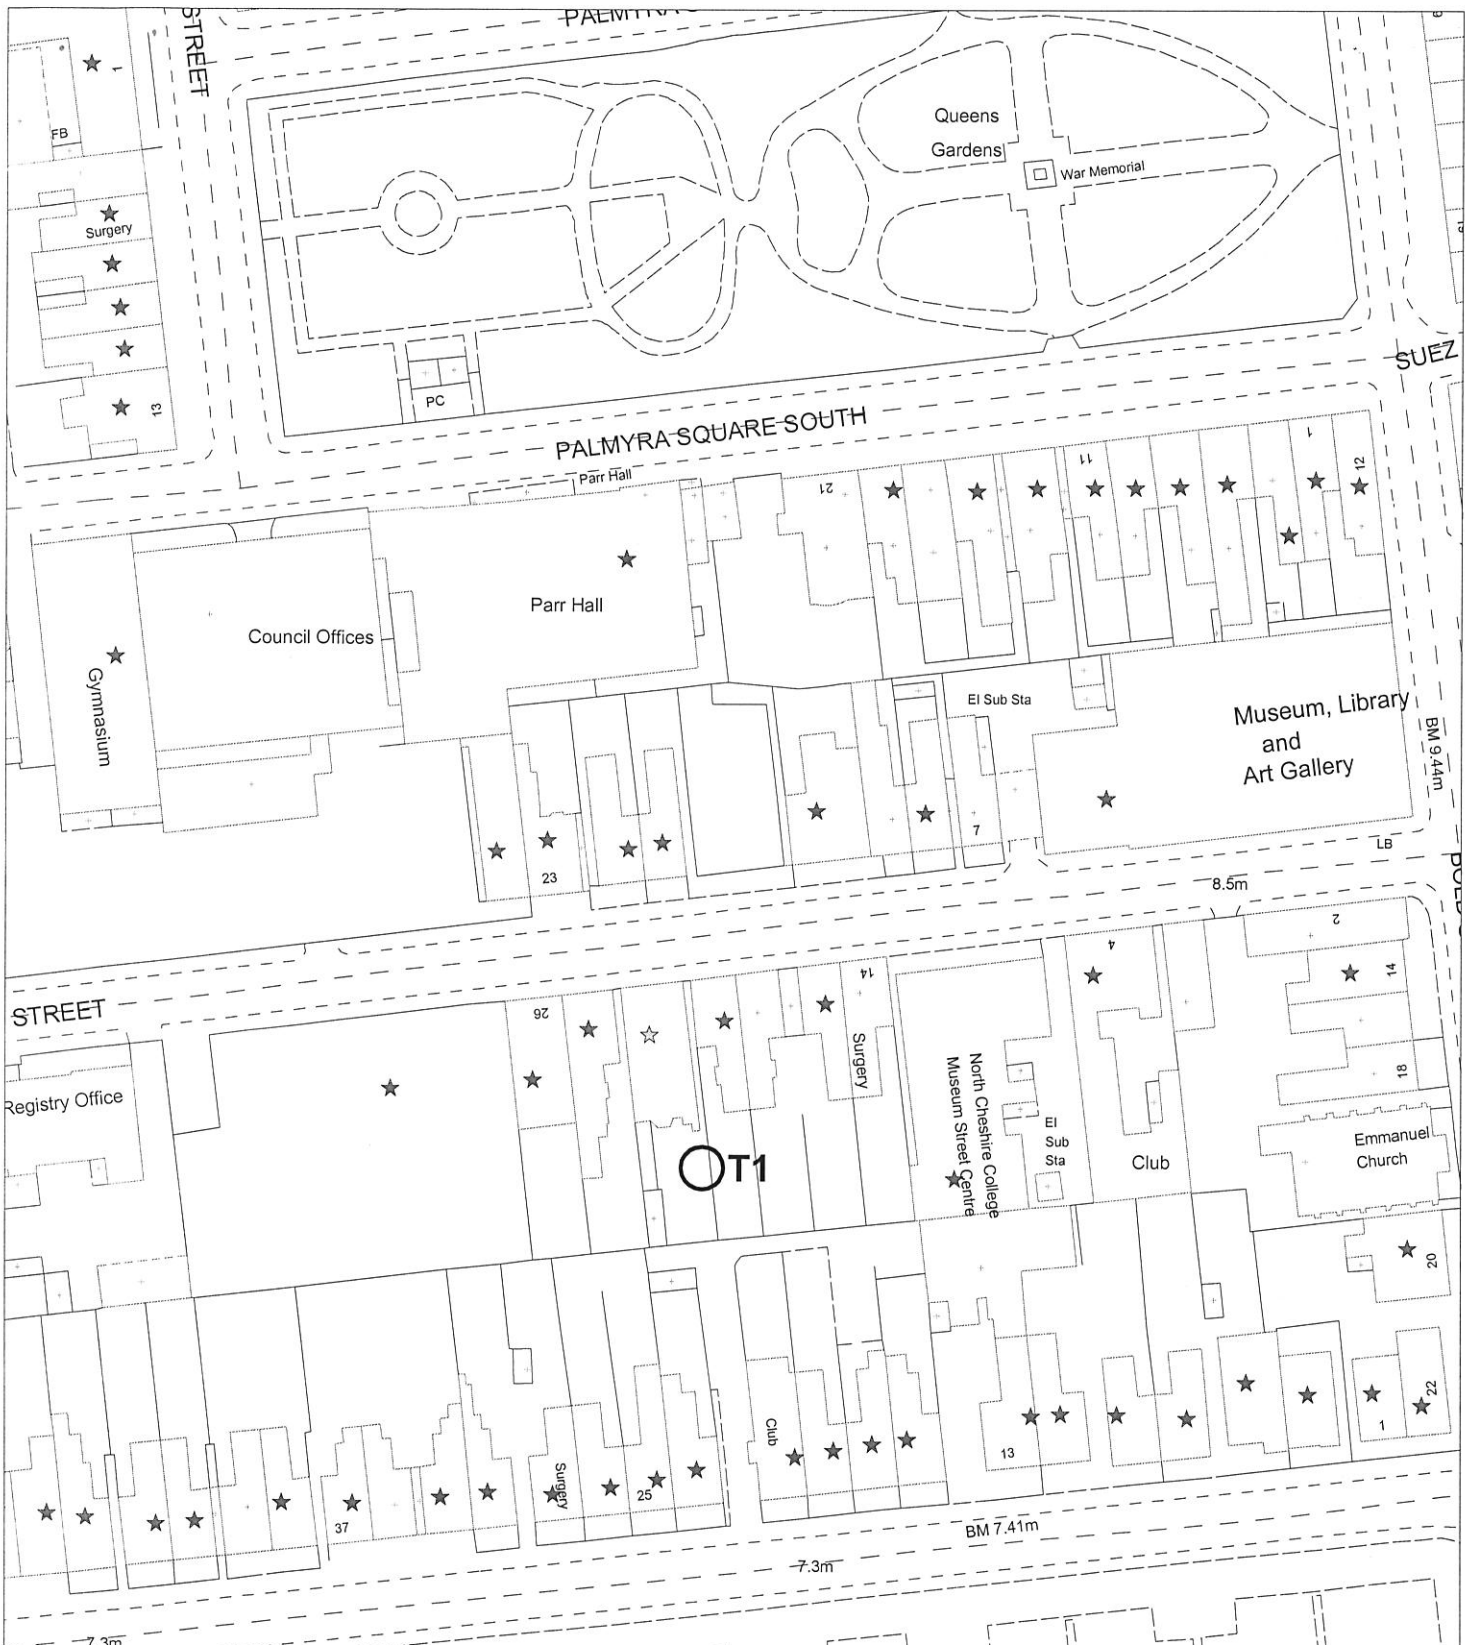 STREET
1
FB
Surgery
13
Queens
Gardens
War Memorial
PC
PALMYRA SQUARE SOUTH
SUEZ
Parr Hall
21
11
1
12
Parr Hall
Council Offices
Gymnasium
El Sub Sta
Museum, Library
and
Art Gallery
BM 9.44m
23
7
LB
8.5m
STREET
26
14
Surgery
North Cheshire College
Museum Street Centre
4
2
14
18
El
Sub
Sta
Club
Emmanuel
Church
Registry Office
T1
20
22
1
13
Club
Surgery
25
37
BM 7.41m
7.3m
7.3m